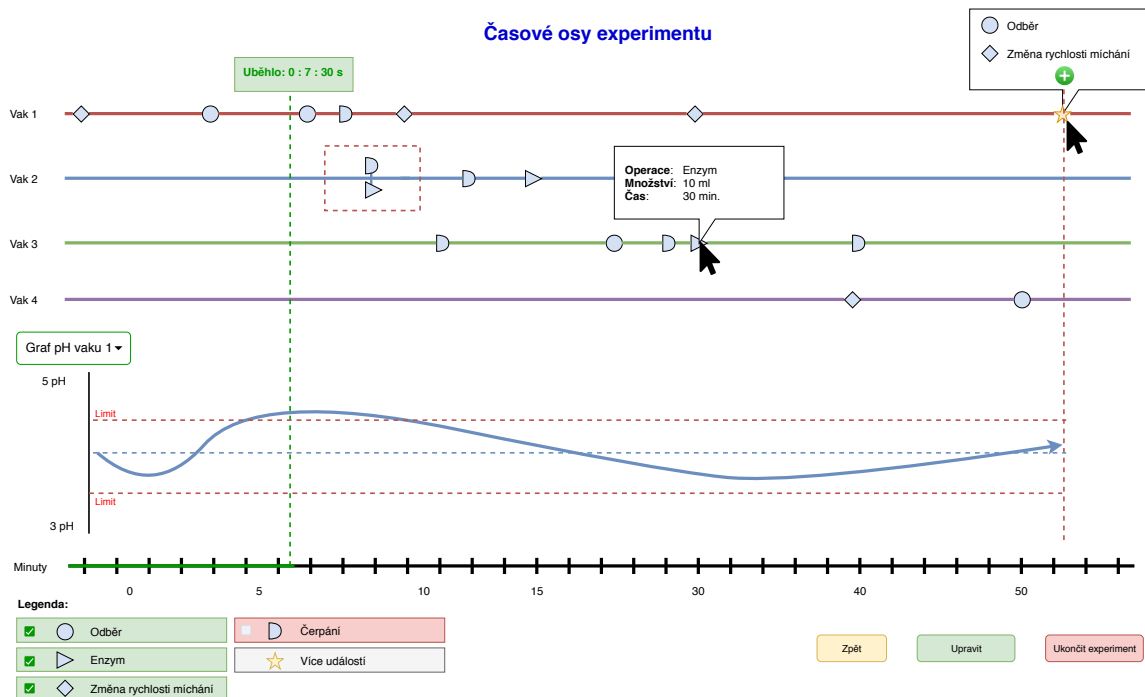 Časové osy experimentu
Odběr
Změna rychlosti míchání
Uběhlo: 0 : 7 : 30 s
Vak 1
Vak 2
Operace: Enzym
Množství: 10 ml
Čas: 30 min.
Vak 3
Vak 4
Graf pH vaku 1
5 pH
Limit
Limit
3 pH
Minuty
0 5 10 15 30 40 50
Legenda:
Odběr
Čerpání
Enzym
Více událostí
Změna rychlosti míchání
Zpět
Upravit
Ukončit experiment